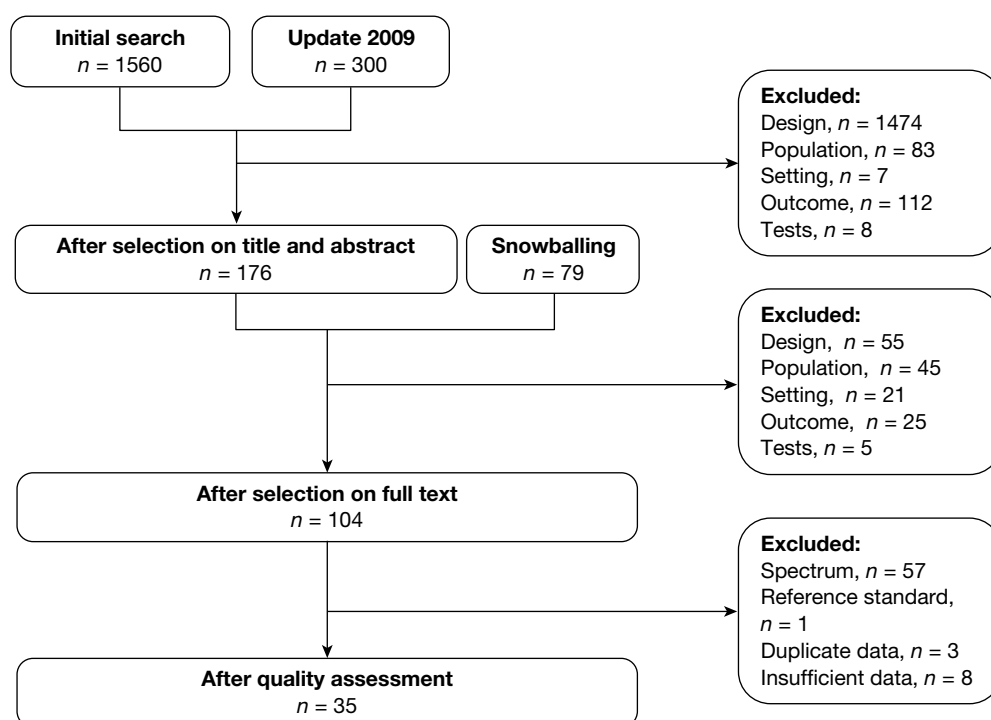 Initial search
n = 1560
Update 2009
n = 300
Excluded:
Design, n = 1474
Population, n = 83
Setting, n = 7
Outcome, n = 112
Tests, n = 8
After selection on title and abstract
n = 176
Snowballing
n = 79
Excluded:
Design, n = 55
Population, n = 45
Setting, n = 21
Outcome, n = 25
Tests, n = 5
After selection on full text
n = 104
Excluded:
Spectrum, n = 57
Reference standard,
n = 1
Duplicate data, n = 3
Insufficient data, n = 8
After quality assessment
n = 35